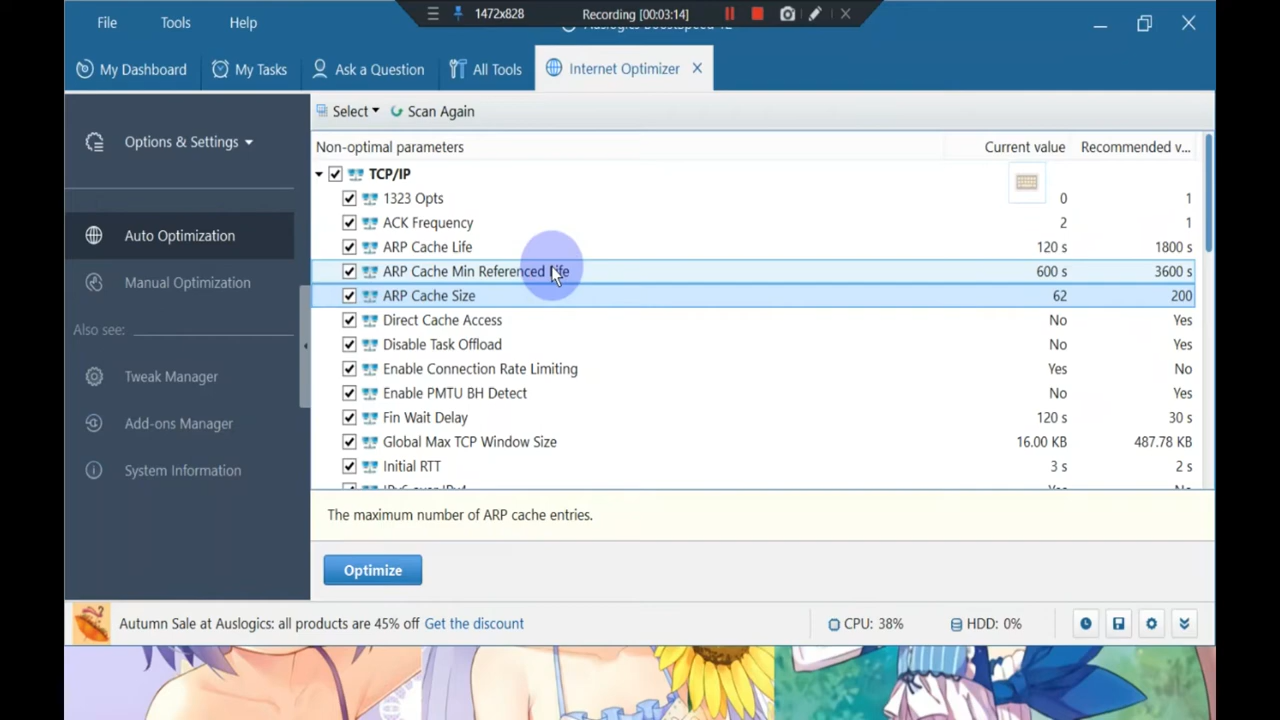 1472x828 Recording [00:03:14]
File Tools Help
My Dashboard My Tasks Ask a Question All Tools Internet Optimizer
Options & Settings
Select Scan Again
Non-optimal parameters Current value Recommended v...
TCP/IP
1323 Opts 0 1
ACK Frequency 2 1
Auto Optimization
ARP Cache Life 120 s 1800 s
ARP Cache Min Referenced Life 600 s 3600 s
Manual Optimization
ARP Cache Size 62 200
Also see:
Direct Cache Access No Yes
Disable Task Offload No Yes
Tweak Manager
Enable Connection Rate Limiting Yes No
Enable PMTU BH Detect No Yes
Add-ons Manager
Fin Wait Delay 120 s 30 s
Global Max TCP Window Size 16.00 KB 487.78 KB
System Information
Initial RTT 3 s 2 s
The maximum number of ARP cache entries.
Optimize
Autumn Sale at Auslogics: all products are 45% off Get the discount CPU: 38% HDD: 0%